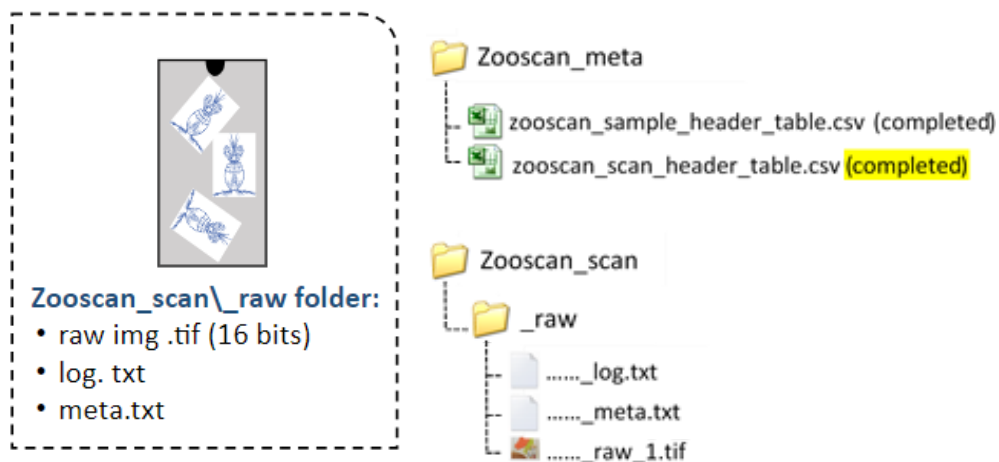 Zooscan_scan\_raw folder:
• raw img .tif (16 bits)
• log. txt
• meta.txt
Zooscan_meta
zooscan_sample_header_table.csv (completed)
zooscan_scan_header_table.csv (completed)
Zooscan_scan
_raw
......_log.txt
......_meta.txt
......_raw_1.tif